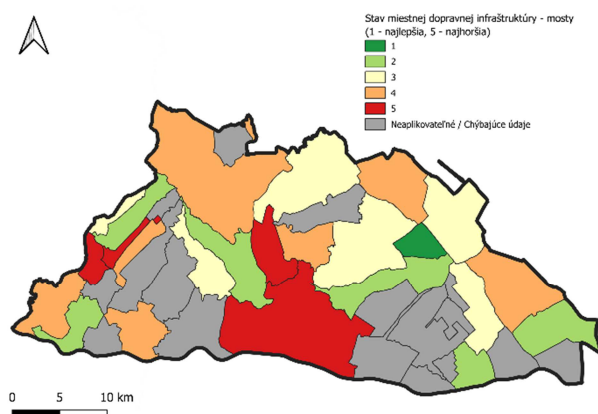 Stav miestnej dopravnej infraštruktúry - mosty
(1 - najlepšia, 5 - najhoršia)
1
2
3
4
5
Neaplikovateľné / Chýbajúce údaje
0 5 10 km